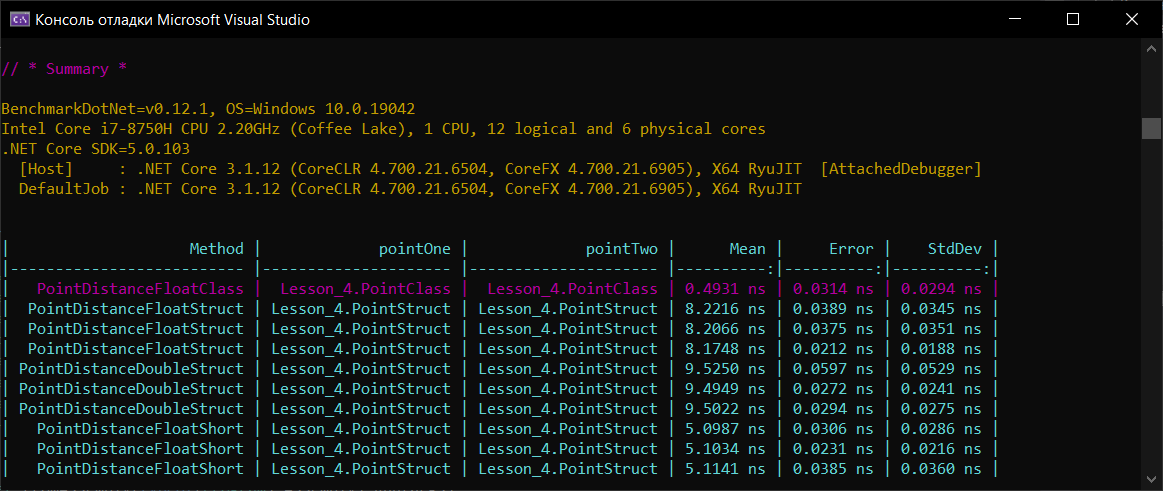 Консоль отладки Microsoft Visual Studio
// * Summary *
BenchmarkDotNet=v0.12.1, OS=Windows 10.0.19042
Intel Core i7-8750H CPU 2.20GHz (Coffee Lake), 1 CPU, 12 logical and 6 physical cores
.NET Core SDK=5.0.103
  [Host]     : .NET Core 3.1.12 (CoreCLR 4.700.21.6504, CoreFX 4.700.21.6905), X64 RyuJIT  [AttachedDebugger]
  DefaultJob : .NET Core 3.1.12 (CoreCLR 4.700.21.6504, CoreFX 4.700.21.6905), X64 RyuJIT
|                    Method |             pointOne |             pointTwo |      Mean |     Error |    StdDev |
|-------------------------- |--------------------- |--------------------- |----------:|----------:|----------:|
|   PointDistanceFloatClass |  Lesson_4.PointClass |  Lesson_4.PointClass | 0.4931 ns | 0.0314 ns | 0.0294 ns |
|  PointDistanceFloatStruct | Lesson_4.PointStruct | Lesson_4.PointStruct | 8.2216 ns | 0.0389 ns | 0.0345 ns |
|  PointDistanceFloatStruct | Lesson_4.PointStruct | Lesson_4.PointStruct | 8.2066 ns | 0.0375 ns | 0.0351 ns |
|  PointDistanceFloatStruct | Lesson_4.PointStruct | Lesson_4.PointStruct | 8.1748 ns | 0.0212 ns | 0.0188 ns |
| PointDistanceDoubleStruct | Lesson_4.PointStruct | Lesson_4.PointStruct | 9.5250 ns | 0.0597 ns | 0.0529 ns |
| PointDistanceDoubleStruct | Lesson_4.PointStruct | Lesson_4.PointStruct | 9.4949 ns | 0.0272 ns | 0.0241 ns |
| PointDistanceDoubleStruct | Lesson_4.PointStruct | Lesson_4.PointStruct | 9.5022 ns | 0.0294 ns | 0.0275 ns |
|   PointDistanceFloatShort | Lesson_4.PointStruct | Lesson_4.PointStruct | 5.0987 ns | 0.0306 ns | 0.0286 ns |
|   PointDistanceFloatShort | Lesson_4.PointStruct | Lesson_4.PointStruct | 5.1034 ns | 0.0231 ns | 0.0216 ns |
|   PointDistanceFloatShort | Lesson_4.PointStruct | Lesson_4.PointStruct | 5.1141 ns | 0.0385 ns | 0.0360 ns |